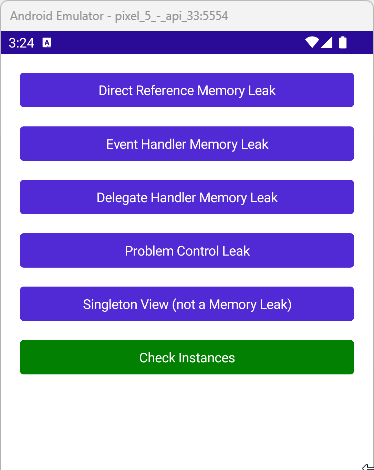 Android Emulator - pixel_5_-_api_33:5554
3:24 A
Direct Reference Memory Leak
Event Handler Memory Leak
Delegate Handler Memory Leak
Problem Control Leak
Singleton View (not a Memory Leak)
Check Instances